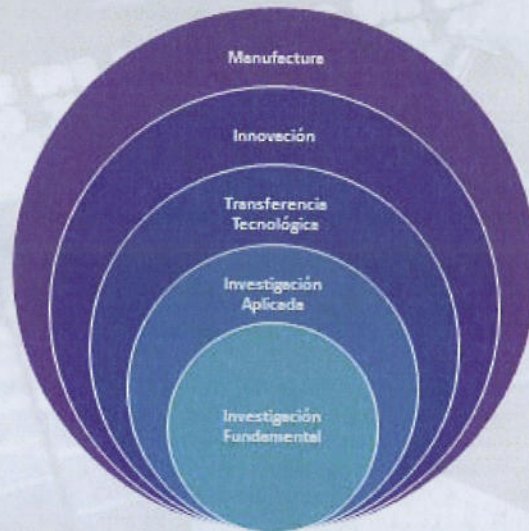 Manufactura
Innovación
Transferencia
Tecnológica
Investigación
Aplicada
Investigación
Fundamental